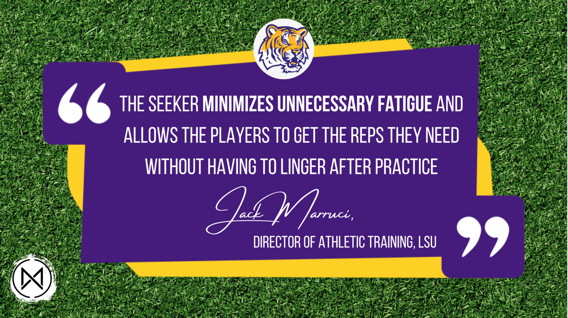 “
THE SEEKER MINIMIZES UNNECESSARY FATIGUE AND
ALLOWS THE PLAYERS TO GET THE REPS THEY NEED
WITHOUT HAVING TO LINGER AFTER PRACTICE
Jack Marruci,
DIRECTOR OF ATHLETIC TRAINING, LSU
”